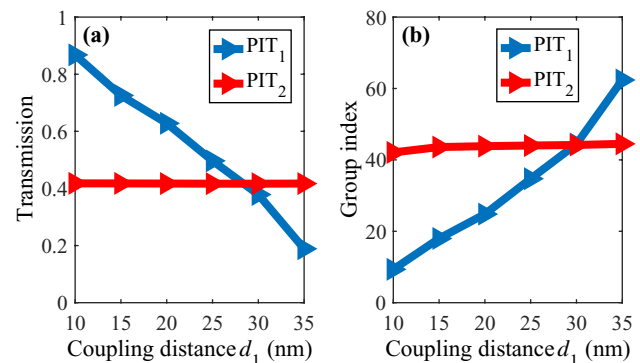 (a)
PIT1
PIT2
Transmission
1
0.8
0.6
0.4
0.2
0
10 15 20 25 30 35
Coupling distance d1 (nm)
(b)
PIT1
PIT2
Group index
80
60
40
20
0
10 15 20 25 30 35
Coupling distance d1 (nm)